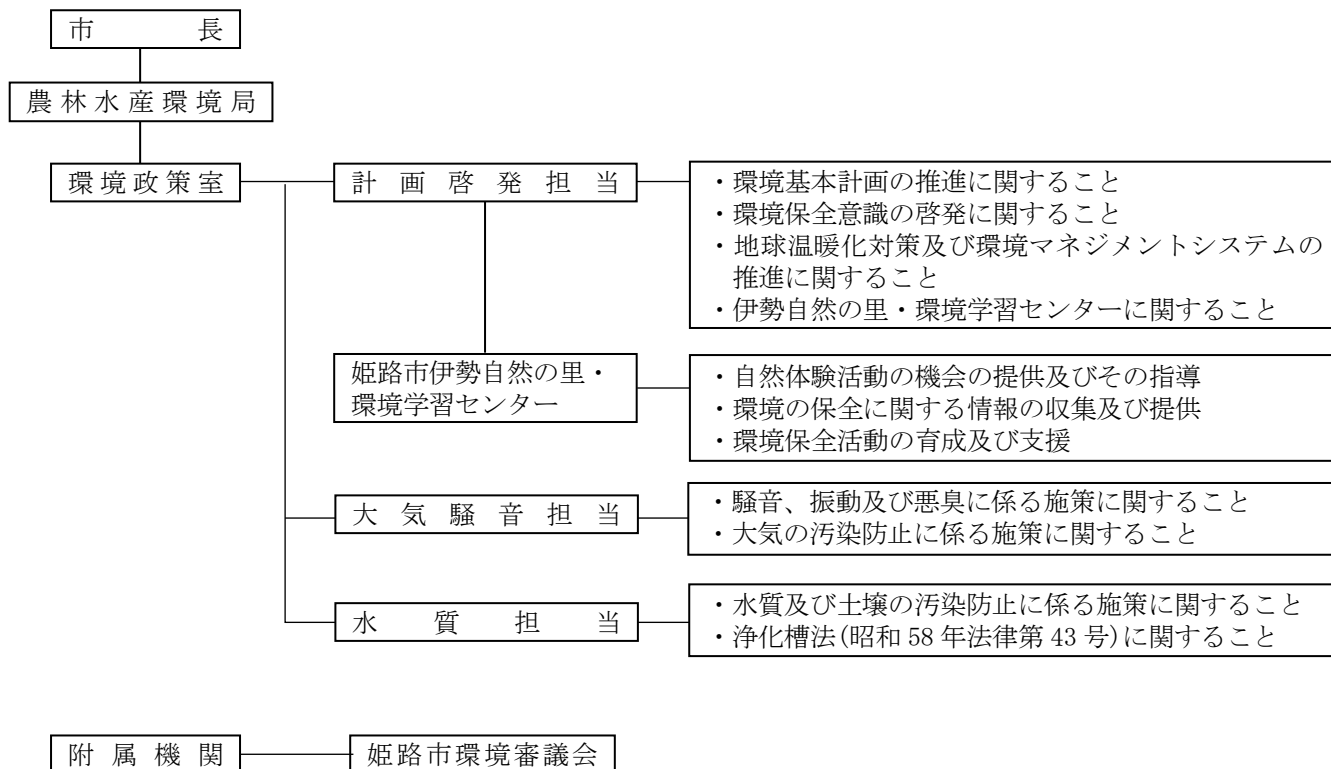 市長
農林水産環境局
環境政策室
計画啓発担当
・環境基本計画の推進に関すること
・環境保全意識の啓発に関すること
・地球温暖化対策及び環境マネジメントシステムの
推進に関すること
・伊勢自然の里・環境学習センターに関すること
姫路市伊勢自然の里・
環境学習センター
・自然体験活動の機会の提供及びその指導
・環境の保全に関する情報の収集及び提供
・環境保全活動の育成及び支援
大気騒音担当
・騒音、振動及び悪臭に係る施策に関すること
・大気の汚染防止に係る施策に関すること
水質担当
・水質及び土壌の汚染防止に係る施策に関すること
・浄化槽法(昭和 58 年法律第 43 号)に関すること
附属機関
姫路市環境審議会